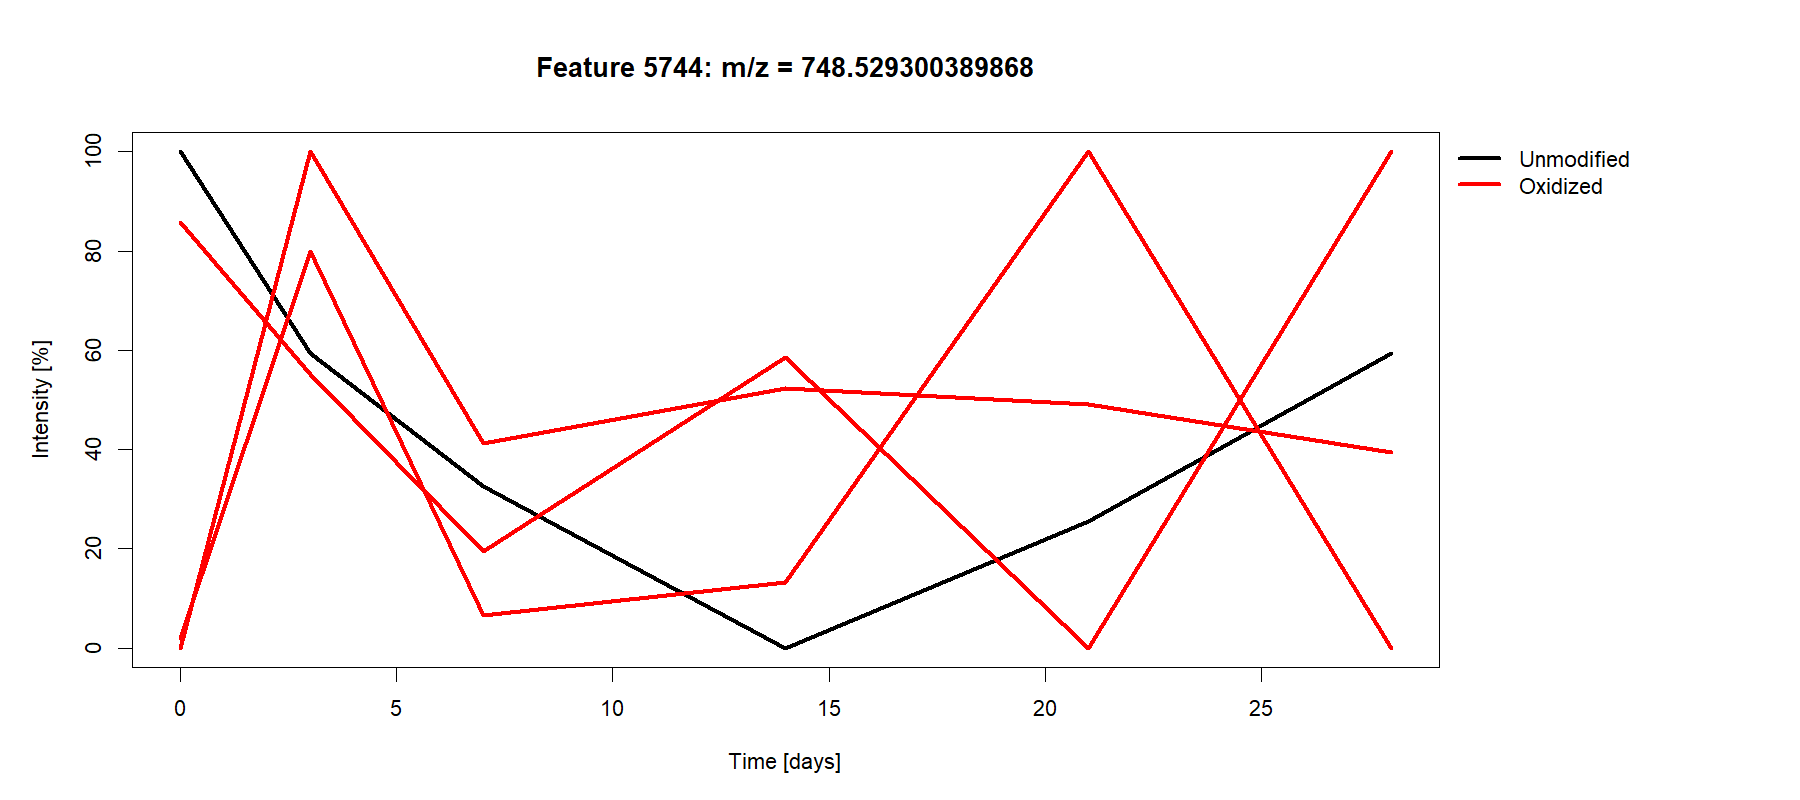 Feature 5744: m/z = 748.529300389868
Unmodified
Oxidized
Intensity [%]
100
80
60
40
20
0
0 5 10 15 20 25
Time [days]